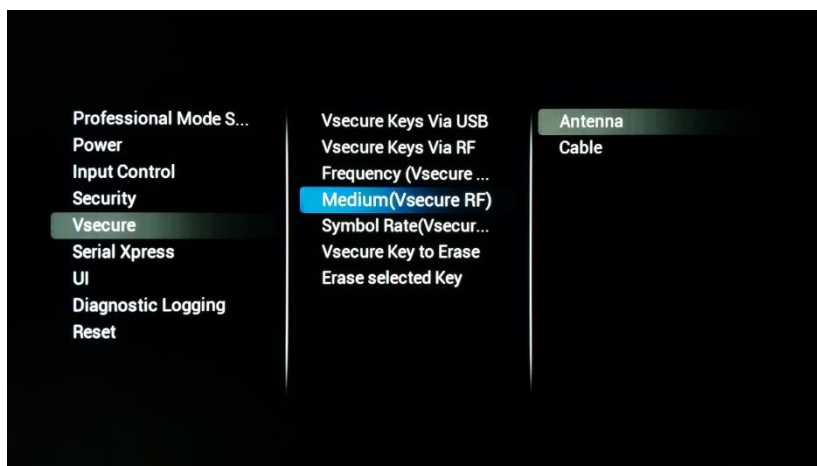 Professional Mode S...
Power
Input Control
Security
Vsecure
Serial Xpress
UI
Diagnostic Logging
Reset
Vsecure Keys Via USB
Vsecure Keys Via RF
Frequency (Vsecure ...
Medium(Vsecure RF)
Symbol Rate(Vsecur...
Vsecure Key to Erase
Erase selected Key
Antenna
Cable